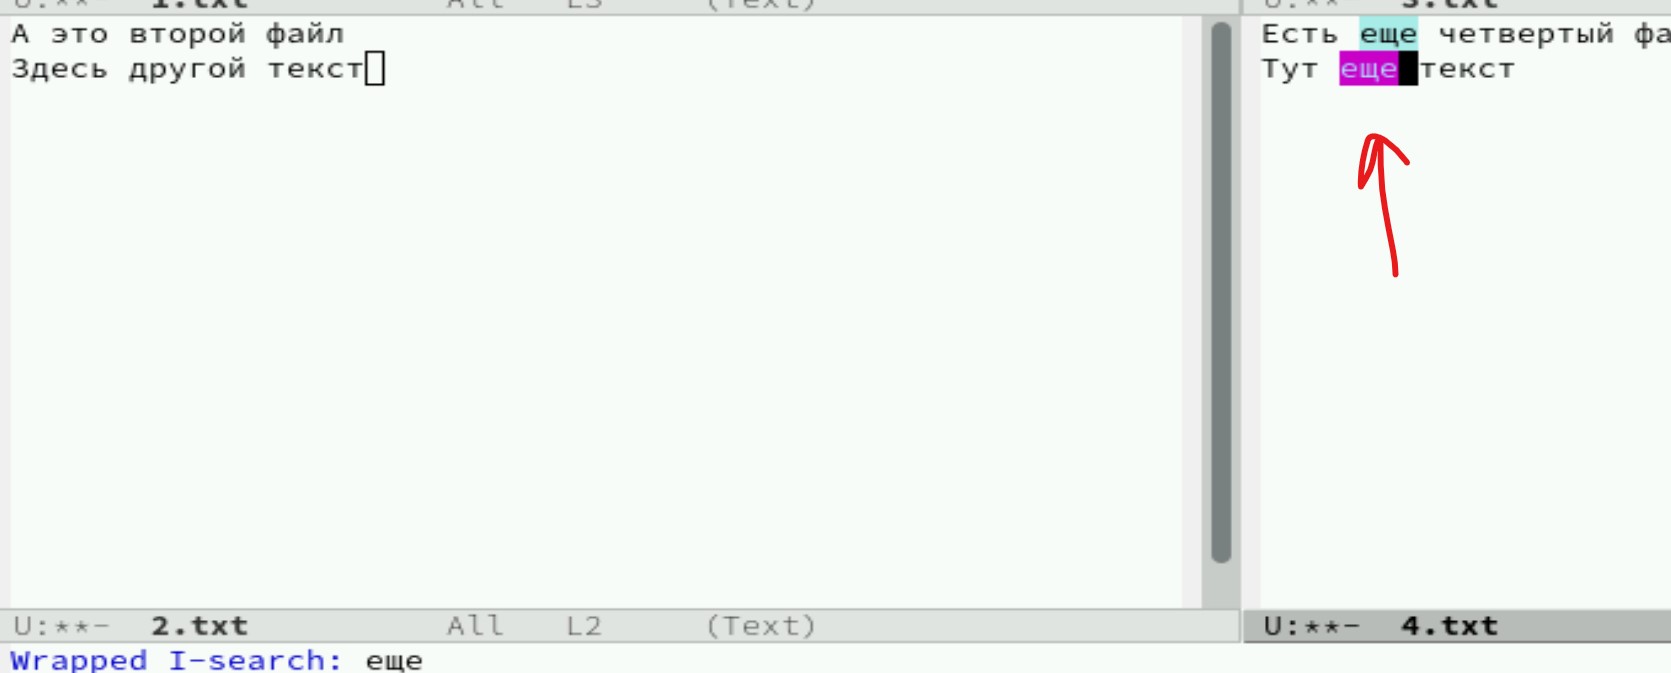 U:**- 1.txt All L3 (Text)
U:**- 3.txt
А это второй файл
Здесь другой текст
Есть еще четвертый фа
Тут еще текст
U:**- 2.txt All L2 (Text)
U:**- 4.txt
Wrapped I-search: еще